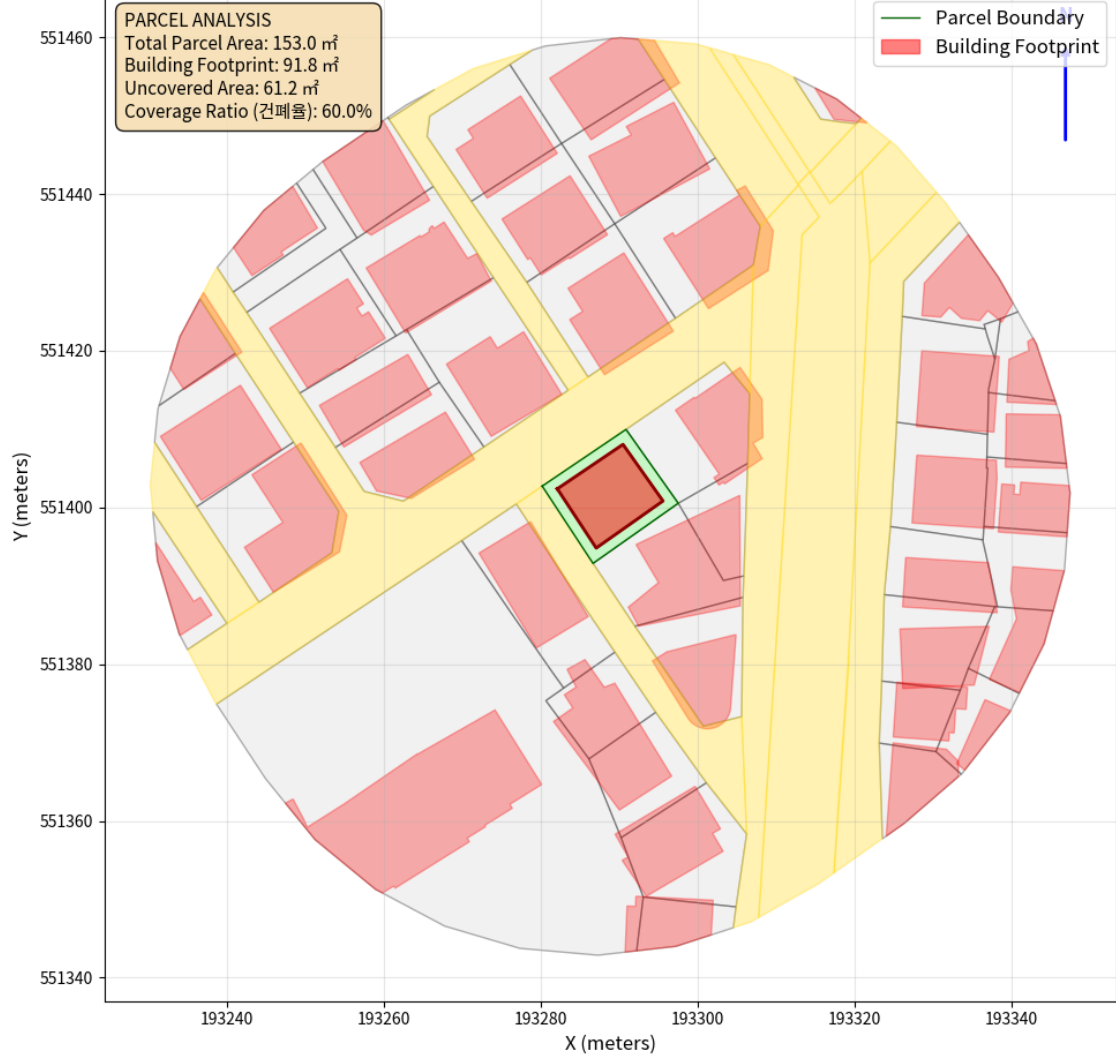 PARCEL ANALYSIS
Total Parcel Area: 153.0 ㎡
Building Footprint: 91.8 ㎡
Uncovered Area: 61.2 ㎡
Coverage Ratio (건폐율): 60.0%
Parcel Boundary
Building Footprint
N
551460
551440
551420
551400
551380
551360
551340
Y (meters)
193240
193260
193280
193300
193320
193340
X (meters)